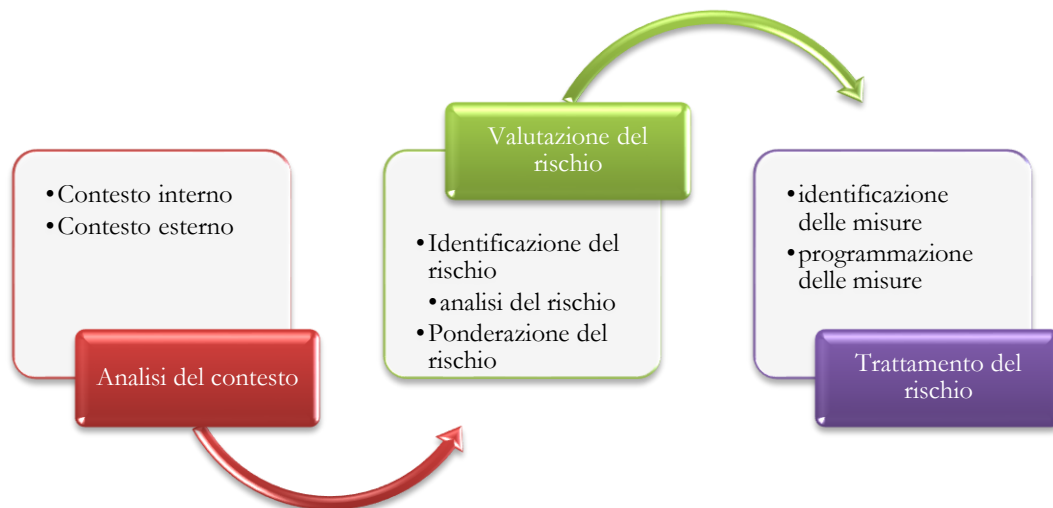 •Contesto interno
•Contesto esterno
Analisi del contesto
Valutazione del
rischio
•Identificazione del
rischio
•analisi del rischio
•Ponderazione del
rischio
•identificazione
delle misure
•programmazione
delle misure
Trattamento del
rischio